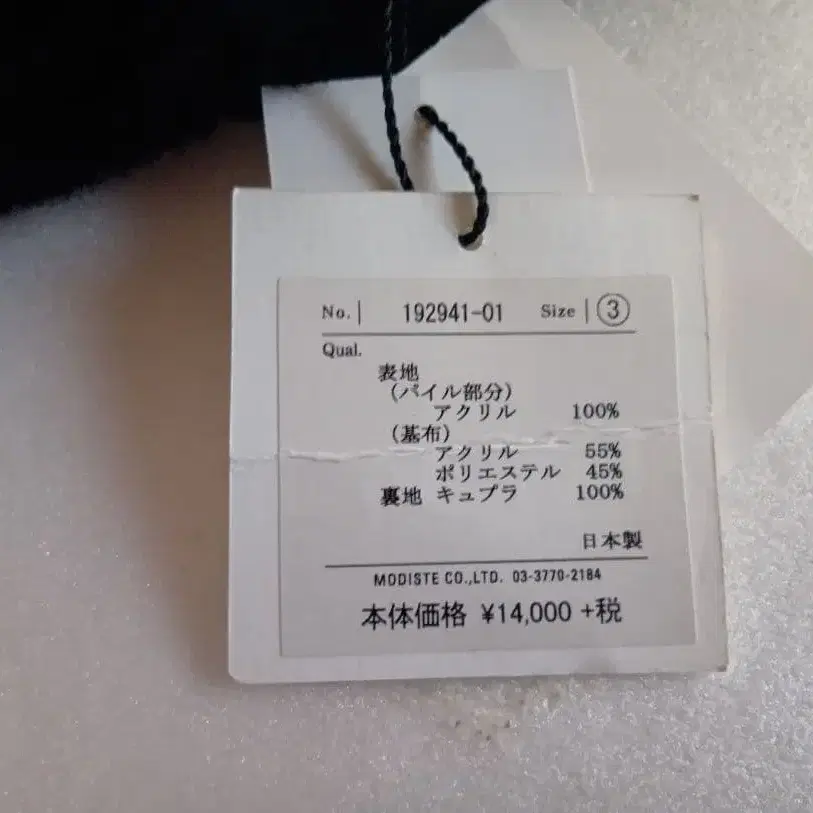 No. 192941-01 Size ③
Qual.
表地
(パイル部分)
アクリル 100%
(基布)
アクリル 55%
ポリエステル 45%
裏地 キュプラ 100%
日本製
MODISTE CO.,LTD. 03-3770-2184
本体価格 ¥14,000 +税